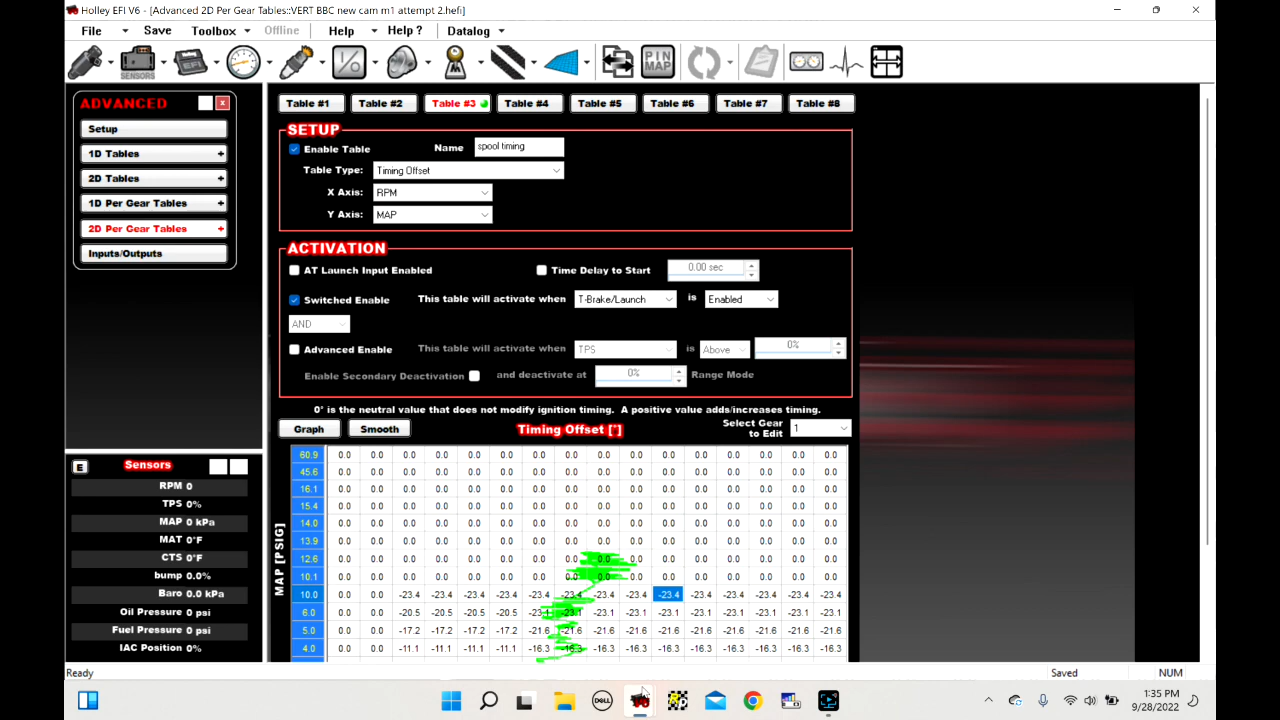 Holley EFI V6 - [Advanced 2D Per Gear Tables::VERT BBC new cam m1 attempt 2.hefi]
File Save Toolbox Offline Help Help ? Datalog
SENSORS EFI I/O PIN MAP
ADVANCED
Setup
1D Tables +
2D Tables +
1D Per Gear Tables +
2D Per Gear Tables +
Inputs/Outputs
Table #1 Table #2 Table #3 Table #4 Table #5 Table #6 Table #7 Table #8
SETUP
Enable Table Name spool timing
Table Type: Timing Offset
X Axis: RPM
Y Axis: MAP
ACTIVATION
AT Launch Input Enabled Time Delay to Start 0.00 sec
Switched Enable This table will activate when T-Brake/Launch is Enabled
AND
Advanced Enable This table will activate when TPS is Above 0%
Enable Secondary Deactivation and deactivate at 0% Range Mode
0° is the neutral value that does not modify ignition timing. A positive value adds/increases timing.
Graph Smooth Timing Offset [°] Select Gear to Edit 1
MAP [PSIG]
60.9 0.0 0.0 0.0 0.0 0.0 0.0 0.0 0.0 0.0 0.0 0.0 0.0 0.0 0.0 0.0 0.0
45.6 0.0 0.0 0.0 0.0 0.0 0.0 0.0 0.0 0.0 0.0 0.0 0.0 0.0 0.0 0.0 0.0
16.1 0.0 0.0 0.0 0.0 0.0 0.0 0.0 0.0 0.0 0.0 0.0 0.0 0.0 0.0 0.0 0.0
15.4 0.0 0.0 0.0 0.0 0.0 0.0 0.0 0.0 0.0 0.0 0.0 0.0 0.0 0.0 0.0 0.0
14.0 0.0 0.0 0.0 0.0 0.0 0.0 0.0 0.0 0.0 0.0 0.0 0.0 0.0 0.0 0.0 0.0
13.9 0.0 0.0 0.0 0.0 0.0 0.0 0.0 0.0 0.0 0.0 0.0 0.0 0.0 0.0 0.0 0.0
12.6 0.0 0.0 0.0 0.0 0.0 0.0 0.0 0.0 0.0 0.0 0.0 0.0 0.0 0.0 0.0 0.0
10.1 0.0 0.0 0.0 0.0 0.0 0.0 0.0 0.0 0.0 0.0 0.0 0.0 0.0 0.0 0.0 0.0
10.0 0.0 0.0 -23.4 -23.4 -23.4 -23.4 -23.4 -23.4 -23.4 -23.4 -23.4 -23.4 -23.4 -23.4 -23.4 -23.4
6.0 0.0 0.0 -20.5 -20.5 -20.5 -20.5 -23.1 -23.1 -23.1 -23.1 -23.1 -23.1 -23.1 -23.1 -23.1 -23.1
5.0 0.0 0.0 -17.2 -17.2 -17.2 -17.2 -21.6 -21.6 -21.6 -21.6 -21.6 -21.6 -21.6 -21.6 -21.6 -21.6
4.0 0.0 0.0 -11.1 -11.1 -11.1 -11.1 -16.3 -16.3 -16.3 -16.3 -16.3 -16.3 -16.3 -16.3 -16.3 -16.3
E Sensors
RPM 0
TPS 0%
MAP 0 kPa
MAT 0°F
CTS 0°F
bump 0.0%
Baro 0.0 kPa
Oil Pressure 0 psi
Fuel Pressure 0 psi
IAC Position 0%
Ready Saved NUM
DELL
1:35 PM
9/28/2022